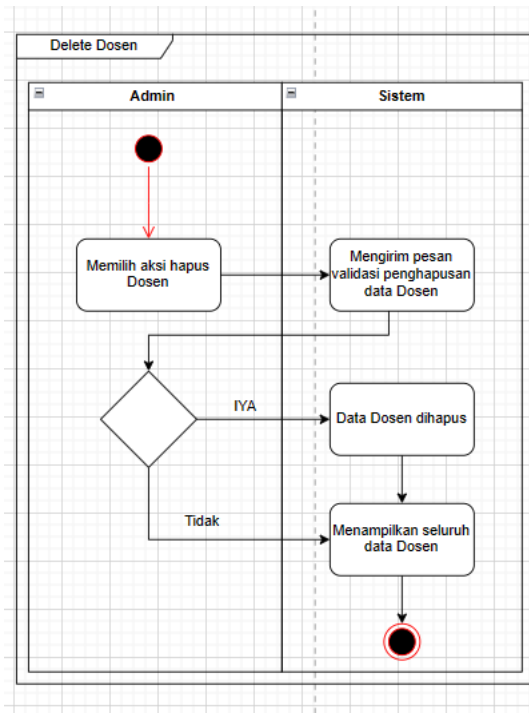 Delete Dosen
Admin
Sistem
Memilih aksi hapus
Dosen
Mengirim pesan
validasi penghapusan
data Dosen
IYA
Data Dosen dihapus
Tidak
Menampilkan seluruh
data Dosen